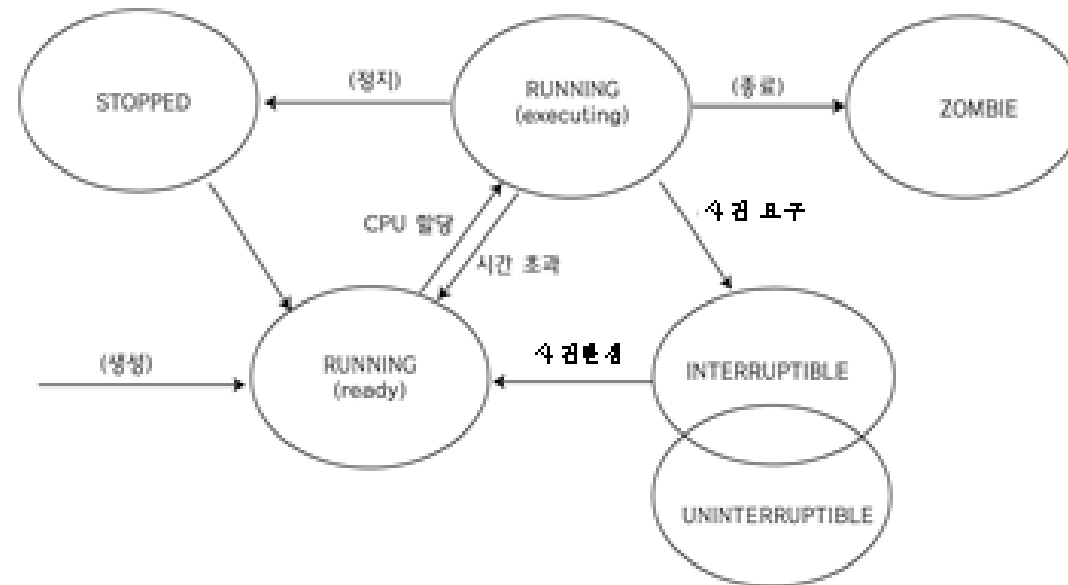 (정지)
RUNNING
(executing)
(종료)
STOPPED
ZOMBIE
CPU 할당
사건 요구
시간 초과
(생성)
RUNNING
(ready)
사건발생
INTERRUPTIBLE
UNINTERRUPTIBLE